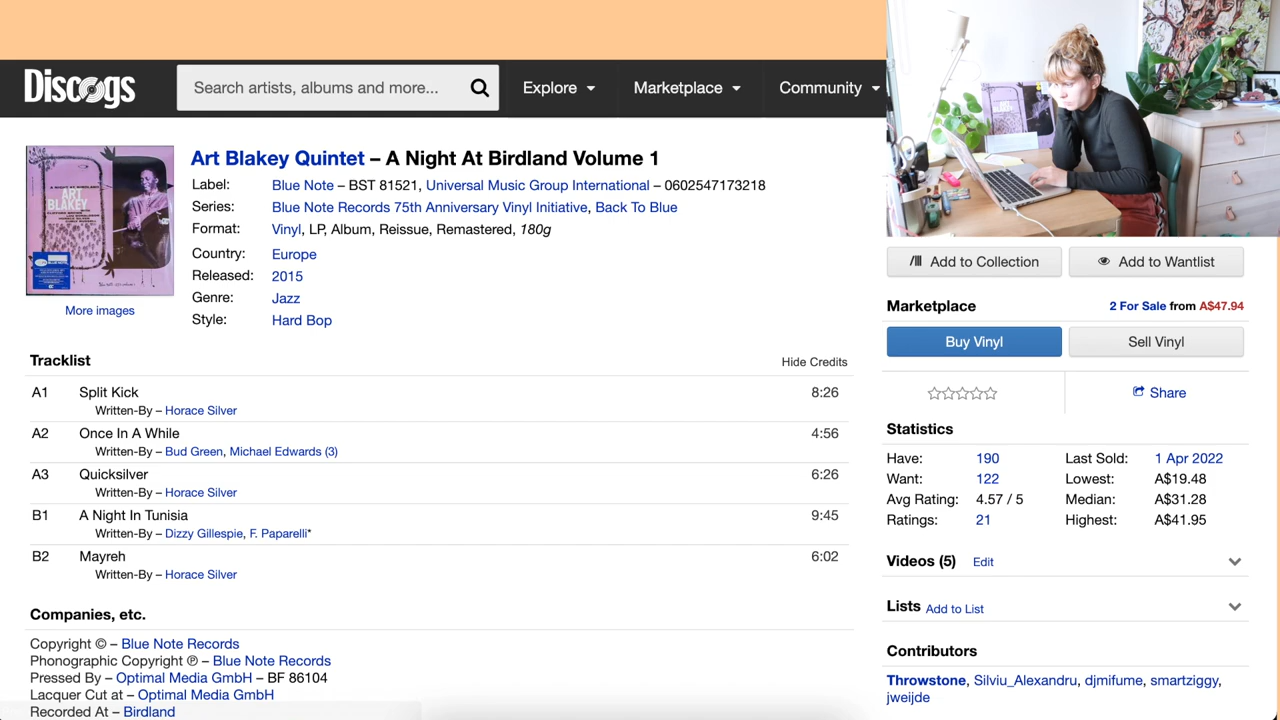 Discogs
Search artists, albums and more...
Explore
Marketplace
Community
ART
BLAKEY
Art Blakey Quintet – A Night At Birdland Volume 1
Label: Blue Note – BST 81521, Universal Music Group International – 0602547173218
Series: Blue Note Records 75th Anniversary Vinyl Initiative, Back To Blue
Format: Vinyl, LP, Album, Reissue, Remastered, 180g
Country: Europe
Released: 2015
Genre: Jazz
Style: Hard Bop
More images
Tracklist
Hide Credits
A1 Split Kick 8:26
Written-By – Horace Silver
A2 Once In A While 4:56
Written-By – Bud Green, Michael Edwards (3)
A3 Quicksilver 6:26
Written-By – Horace Silver
B1 A Night In Tunisia 9:45
Written-By – Dizzy Gillespie, F. Paparelli*
B2 Mayreh 6:02
Written-By – Horace Silver
Companies, etc.
Copyright © – Blue Note Records
Phonographic Copyright ℗ – Blue Note Records
Pressed By – Optimal Media GmbH – BF 86104
Lacquer Cut at – Optimal Media GmbH
Recorded At – Birdland
ART
BLAKEY
Add to Collection
Add to Wantlist
Marketplace
2 For Sale from A$47.94
Buy Vinyl
Sell Vinyl
Share
Statistics
Have: 190 Last Sold: 1 Apr 2022
Want: 122 Lowest: A$19.48
Avg Rating: 4.57 / 5 Median: A$31.28
Ratings: 21 Highest: A$41.95
Videos (5) Edit
Lists Add to List
Contributors
Throwstone, Silviu_Alexandru, djmifume, smartziggy,
jweijde